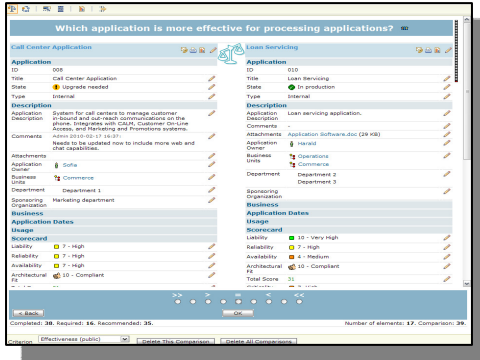 Which application is more effective for processing applications?
Call Center Application
Application
ID 008
Title Call Center Application
State Upgrade needed
Type Internal
Description
Application Description System for call centers to manage customer in-bound and out-reach communications on the phone. Integrates with CALM, Customer On-Line Access, and Marketing and Promotions systems.
Comments Admin 2010-02-17 16:37:
Needs to be updated now to include more web and chat capabilities.
Attachments
Application Owner Sofia
Business Units Commerce
Department Department 1
Sponsoring Organization Marketing department
Business
Application Dates
Usage
Scorecard
Liability 7 - High
Reliability 7 - High
Availability 7 - High
Architectural Fit 10 - Compliant
Loan Servicing
Application
ID 010
Title Loan Servicing
State In production
Type Internal
Description
Application Description Loan servicing application.
Comments -
Attachments Application Software.doc (29 KB)
Application Owner Harald
Business Units Operations
Commerce
Department Department 2
Department 3
Sponsoring Organization
Business
Application Dates
Usage
Scorecard
Liability 10 - Very High
Reliability 7 - High
Availability 4 - Medium
Architectural Fit 10 - Compliant
Total Score 31
>> > = < <<
< Back OK
Completed: 38. Required: 16. Recommended: 35. Number of elements: 17. Comparison: 39.
Criterion Effectiveness (public) Delete This Comparison Delete All Comparisons